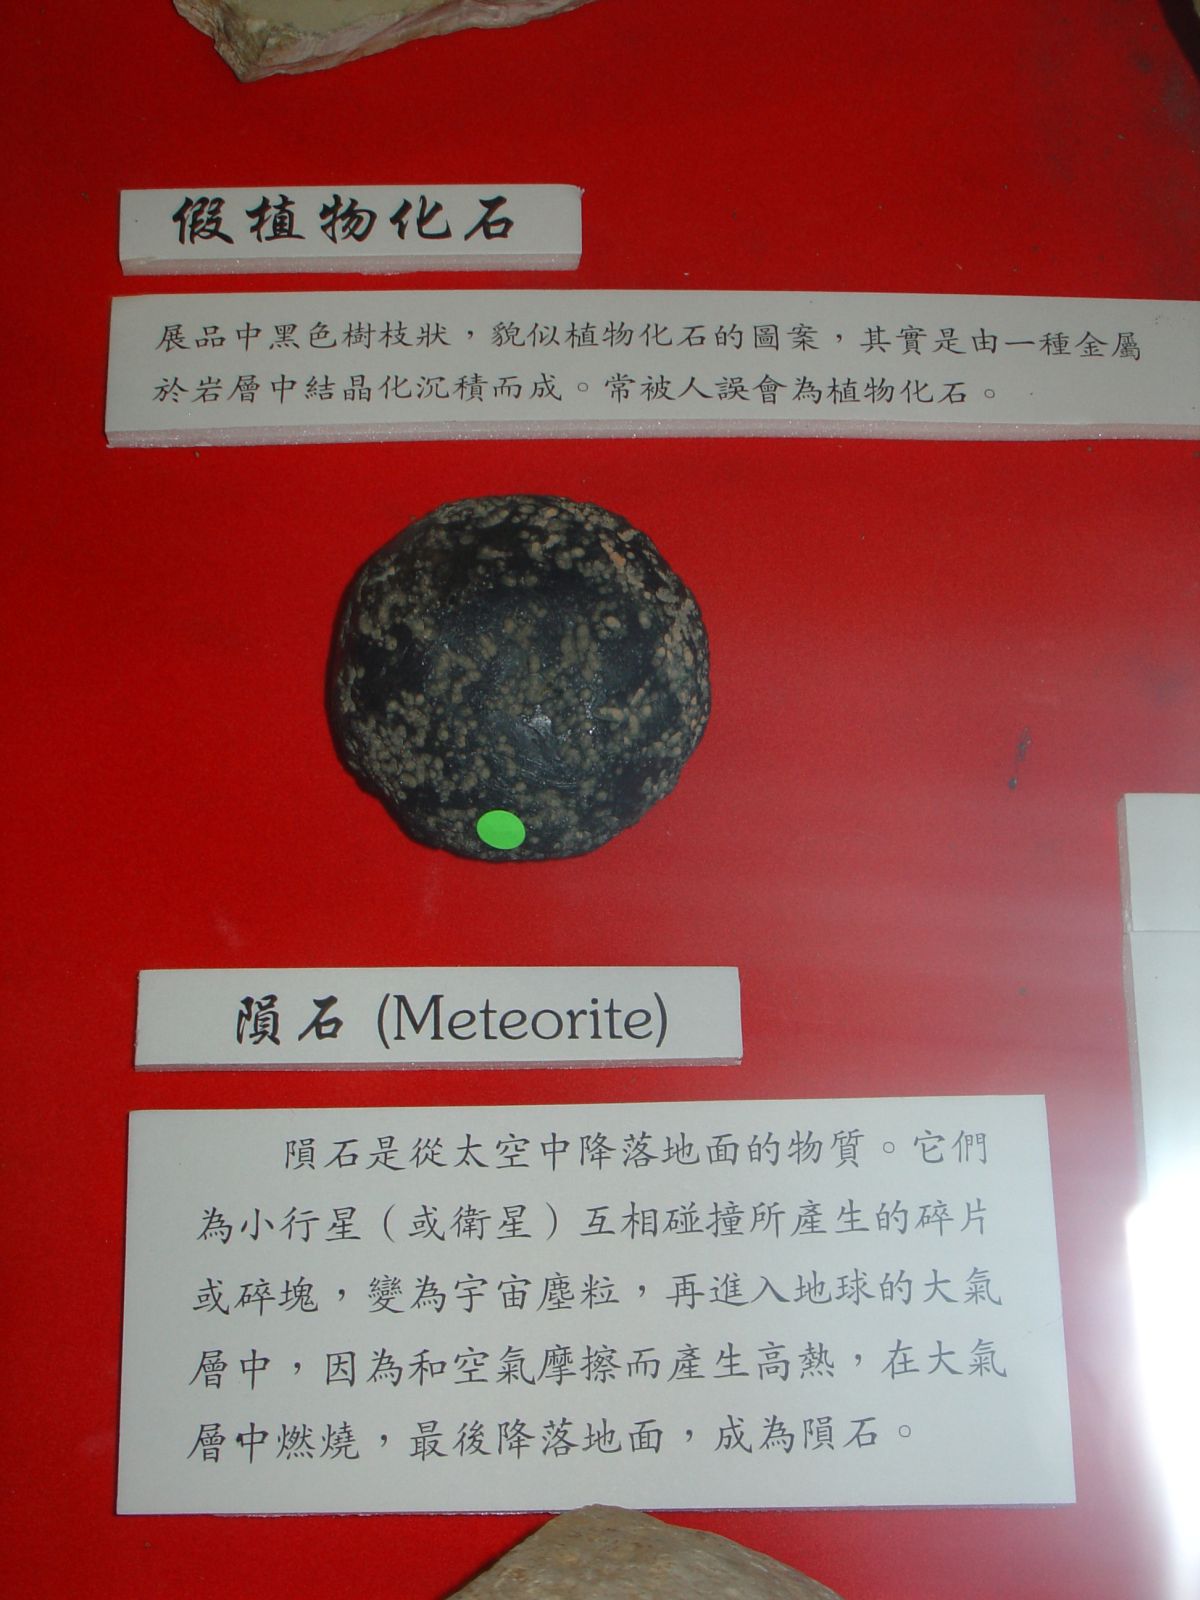 假植物化石
展品中黑色樹枝狀，貌似植物化石的圖案，其實是由一種金屬
於岩層中結晶化沉積而成。常被人誤會為植物化石。
隕石 (Meteorite)
隕石是從太空中降落地面的物質。它們
為小行星（或衛星）互相碰撞所產生的碎片
或碎塊，變為宇宙塵粒，再進入地球的大氣
層中，因為和空氣摩擦而產生高熱，在大氣
層中燃燒，最後降落地面，成為隕石。